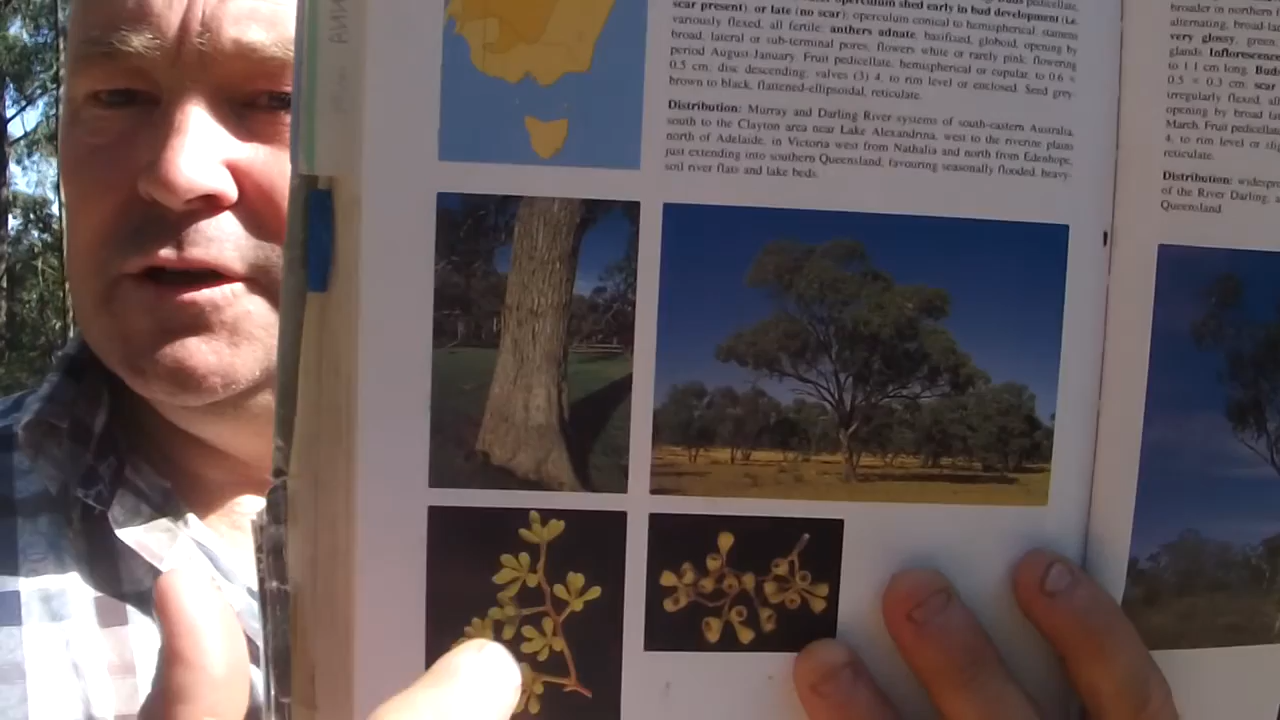 operculum shed early in bud development (i.e.
scar present) or late (no scar), operculum conical to hemispherical, stamens
variously flexed, all fertile, anthers adnate, basifixed, globoid, opening by
broad, lateral or sub-terminal pores, flowers white or rarely pink, flowering
period August-January. Fruit pedicellate, hemispherical or cupular, to 0.6 ×
0.5 cm, disc descending, valves (3) 4, to rim level or enclosed. Seed grey-
brown to black, flattened-ellipsoidal, reticulate.
Distribution: Murray and Darling River systems of south-eastern Australia,
south to the Clayton area near Lake Alexandrina, west to the riverine plains
north of Adelaide, in Victoria west from Nathalia and north from Edenhope,
just extending into southern Queensland, favouring seasonally flooded, heavy-
soil river flats and lake beds.
broader in northern
alternating, broad-la
very glossy, green,
glands. Inflorescence
to 1.1 cm long. Bud
0.5 × 0.3 cm, scar
irregularly flexed, al
opening by broad la
March. Fruit pedicellat
4, to rim level or sli
reticulate.
Distribution: widespr
of the River Darling, a
Queensland.